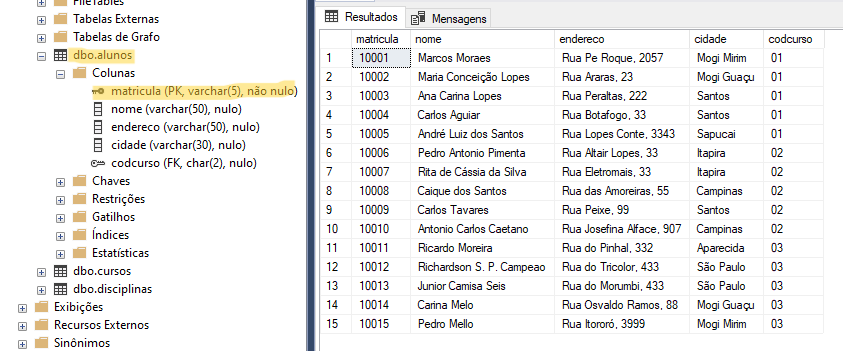 FileTables
Tabelas Externas
Tabelas de Grafo
dbo.alunos
Colunas
matricula (PK, varchar(5), não nulo)
nome (varchar(50), nulo)
endereco (varchar(50), nulo)
cidade (varchar(30), nulo)
codcurso (FK, char(2), nulo)
Chaves
Restrições
Gatilhos
Índices
Estatísticas
dbo.cursos
dbo.disciplinas
Exibições
Recursos Externos
Sinônimos
Resultados Mensagens
matricula nome endereco cidade codcurso
1 10001 Marcos Moraes Rua Pe Roque, 2057 Mogi Mirim 01
2 10002 Maria Conceição Lopes Rua Araras, 23 Mogi Guaçu 01
3 10003 Ana Carina Lopes Rua Peraltas, 222 Santos 01
4 10004 Carlos Aguiar Rua Botafogo, 33 Santos 01
5 10005 André Luiz dos Santos Rua Lopes Conte, 3343 Sapucai 01
6 10006 Pedro Antonio Pimenta Rua Altair Lopes, 33 Itapira 02
7 10007 Rita de Cássia da Silva Rua Eletromais, 33 Itapira 02
8 10008 Caique dos Santos Rua das Amoreiras, 55 Campinas 02
9 10009 Carlos Tavares Rua Peixe, 99 Santos 02
10 10010 Antonio Carlos Caetano Rua Josefina Alface, 907 Campinas 02
11 10011 Ricardo Moreira Rua do Pinhal, 332 Aparecida 03
12 10012 Richardson S. P. Campeao Rua do Tricolor, 433 São Paulo 03
13 10013 Junior Camisa Seis Rua do Morumbi, 433 São Paulo 03
14 10014 Carina Melo Rua Osvaldo Ramos, 88 Mogi Guaçu 03
15 10015 Pedro Mello Rua Itororó, 3999 Mogi Mirim 03